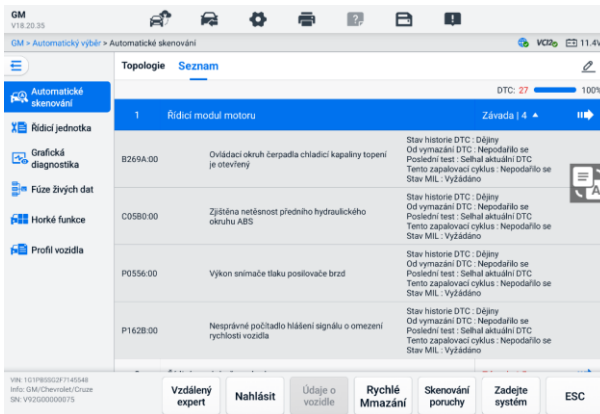 GM
V18.20.35
GM > Automatický výběr > Automatické skenování
VCI
11.4V
Topologie Seznam
DTC: 27 100%
Automatické
skenování
Řídicí jednotka
Grafická
diagnostika
Fúze živých dat
Horké funkce
Profil vozidla
1 Řídicí modul motoru Závada | 4
B269A:00
Ovládací okruh čerpadla chladicí kapaliny topení
je otevřený
Stav historie DTC : Dějiny
Od vymazání DTC : Nepodařilo se
Poslední test : Selhal aktuální DTC
Tento zapalovací cyklus : Nepodařilo se
Stav MIL : Vyžádáno
C05B0:00
Zjištěna netěsnost předního hydraulického
okruhu ABS
Stav historie DTC : Dějiny
Od vymazání DTC : Nepodařilo se
Poslední test : Selhal aktuální DTC
Tento zapalovací cyklus : Nepodařilo se
Stav MIL : Vyžádáno
P0556:00
Výkon snímače tlaku posilovače brzd
Stav historie DTC : Dějiny
Od vymazání DTC : Nepodařilo se
Poslední test : Selhal aktuální DTC
Tento zapalovací cyklus : Nepodařilo se
Stav MIL : Vyžádáno
P162B:00
Nesprávné počítadlo hlášení signálu o omezení
rychlosti vozidla
Stav historie DTC : Dějiny
Od vymazání DTC : Nepodařilo se
Poslední test : Selhal aktuální DTC
Tento zapalovací cyklus : Nepodařilo se
Stav MIL : Vyžádáno
Info: GM/Chevrolet/Cruze
SN: V92G00000075
Vzdálený
expert
Nahlásit
Údaje o
vozidle
Rychlé
Mmazání
Skenování
poruchy
Zadejte
systém
ESC